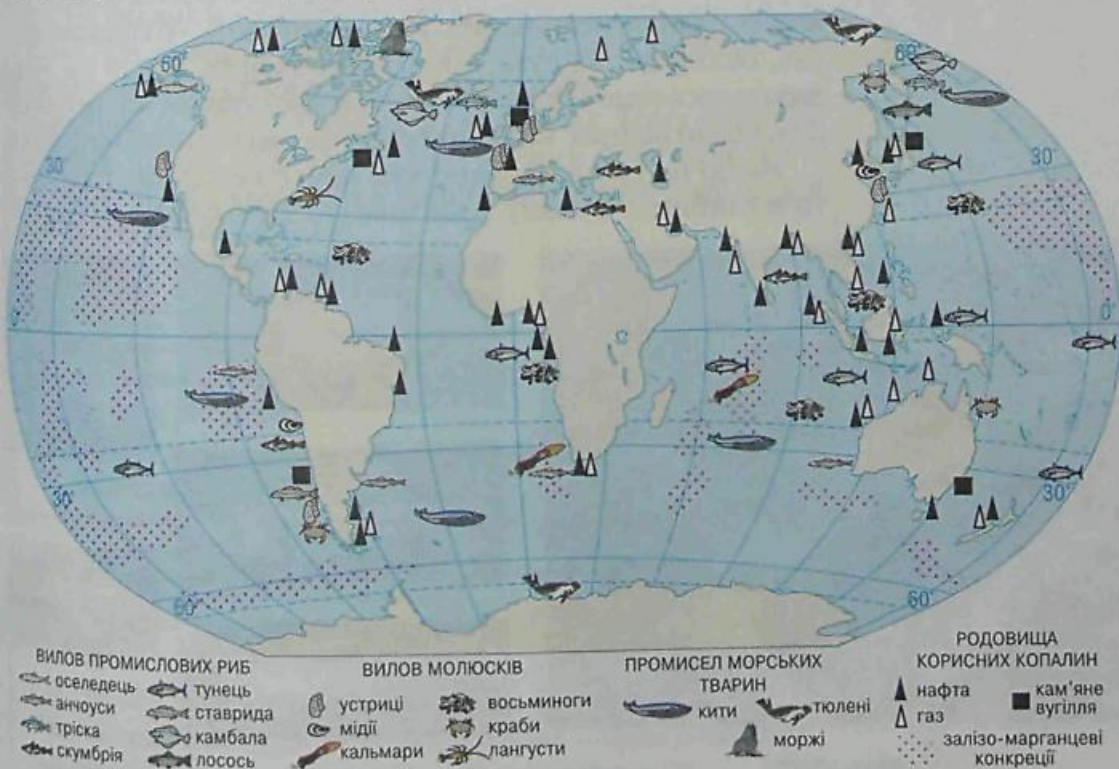 60°
60°
30
30°
0°
30°
30°
60°
60°
ВИЛОВ ПРОМИСЛОВИХ РИБ
оселедець
анчоуси
тріска
скумбрія
тунець
ставрида
камбала
лосось
ВИЛОВ МОЛЮСКІВ
устриці
мідії
кальмари
восьминоги
краби
лангусти
ПРОМИСЕЛ МОРСЬКИХ
ТВАРИН
кити
тюлені
моржі
РОДОВИЩА
КОРИСНИХ КОПАЛИН
нафта
газ
кам'яне
вугілля
залізо-марганцеві
конкреції